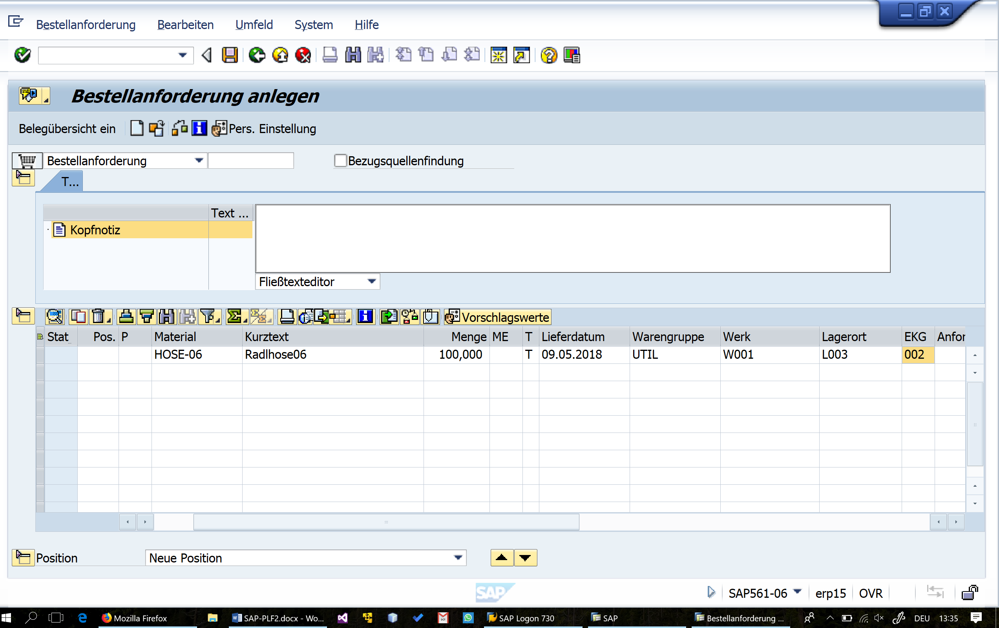 Bestellanforderung Bearbeiten Umfeld System Hilfe
Bestellanforderung anlegen
Belegübersicht ein Pers. Einstellung
Bestellanforderung Bezugsquellenfindung
T...
Text ...
Kopfnotiz
Fließtexteditor
Vorschlagswerte
Stat Pos. P Material Kurztext Menge ME T Lieferdatum Warengruppe Werk Lagerort EKG Anfor
HOSE-06 Radlhose06 100,000 T 09.05.2018 UTIL W001 L003 002
Position Neue Position
SAP SAP561-06 erp15 OVR
Mozilla Firefox SAP-PLF2.docx - Wo... SAP Logon 730 SAP Bestellanforderung ... DEU 13:35